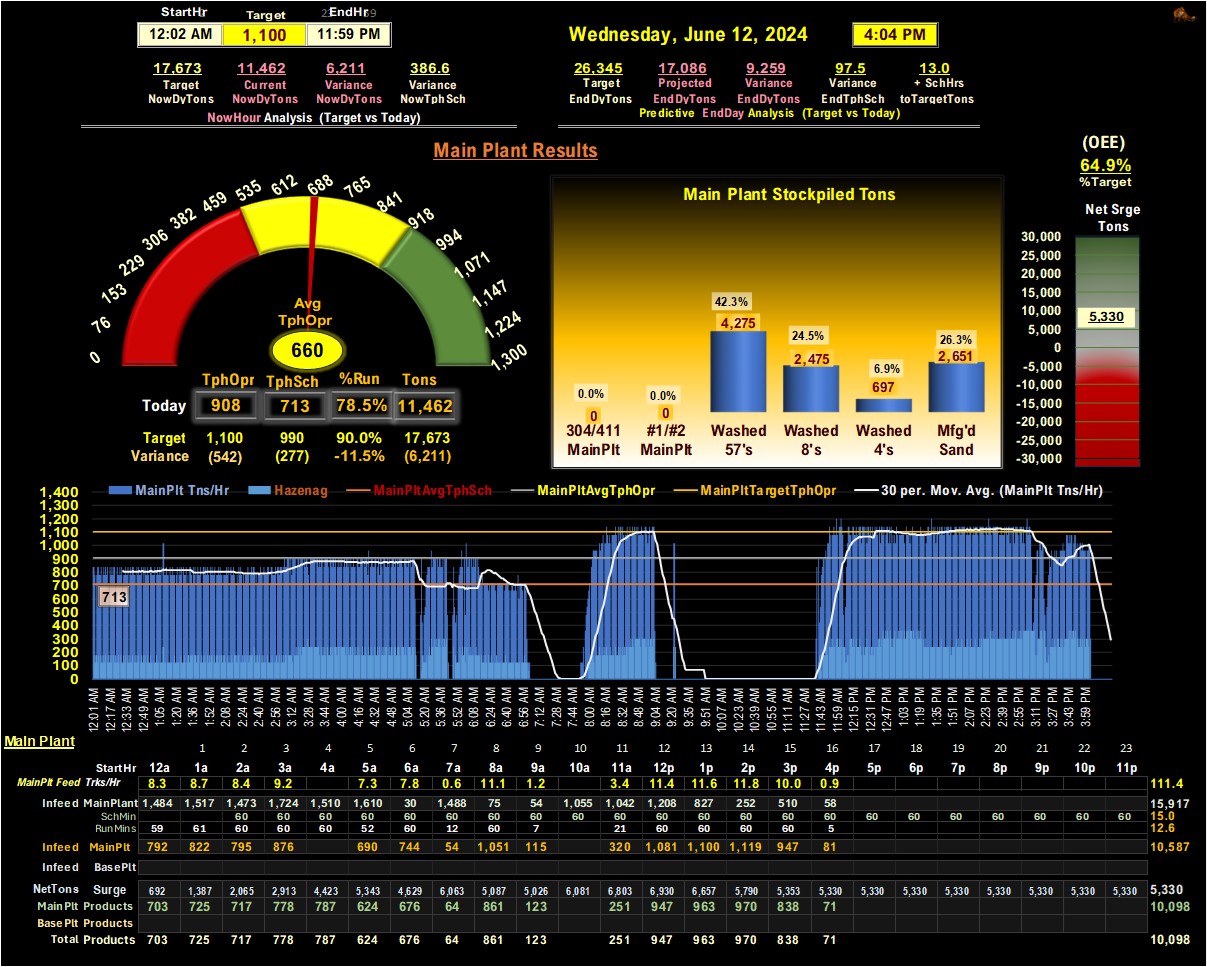 StartHr Target EndHr
12:02 AM 1,100 11:59 PM
Wednesday, June 12, 2024 4:04 PM
17,673 11,462 6,211 386.6
Target Current Variance Variance
NowDyTons NowDyTons NowDyTons NowTphSch
NowHour Analysis (Target vs Today)
26,345 17,086 9,259 97.5 13.0
Target Projected Variance Variance + SchHrs
EndDyTons EndDyTons EndDyTons EndTphSch toTargetTons
Predictive EndDay Analysis (Target vs Today)
Main Plant Results
(OEE)
64.9%
%Target
0 76 153 229 306 382 459 535 612 688 765 841 918 994 1,071 1,147 1,224 1,300
Avg
TphOpr
660
TphOpr TphSch %Run Tons
Today 908 713 78.5% 11,462
Target 1,100 990 90.0% 17,673
Variance (542) (277) -11.5% (6,211)
Main Plant Stockpiled Tons
0.0% 0.0% 42.3% 24.5% 6.9% 26.3%
0 0 4,275 2,475 697 2,651
304/411 #1/#2 Washed Washed Washed Mfg'd
MainPlt MainPlt 57's 8's 4's Sand
Net Srge
Tons
30,000
25,000
20,000
15,000
10,000
5,330
5,000
0
-5,000
-10,000
-15,000
-20,000
-25,000
-30,000
MainPlt Tns/Hr Hazenag MainPltAvgTphSch MainPltAvgTphOpr MainPltTargetTphOpr 30 per. Mov. Avg. (MainPlt Tns/Hr)
1,400
1,300
1,200
1,100
1,000
900
800
700
713
600
500
400
300
200
100
0
12:01 AM 12:17 AM 12:33 AM 12:49 AM 1:05 AM 1:20 AM 1:36 AM 1:52 AM 2:08 AM 2:24 AM 2:40 AM 2:56 AM 3:12 AM 3:28 AM 3:44 AM 4:00 AM 4:16 AM 4:32 AM 4:48 AM 5:04 AM 5:20 AM 5:36 AM 5:52 AM 6:08 AM 6:24 AM 6:40 AM 6:56 AM 7:12 AM 7:28 AM 7:44 AM 8:00 AM 8:16 AM 8:32 AM 8:48 AM 9:04 AM 9:20 AM 9:35 AM 9:51 AM 10:07 AM 10:23 AM 10:39 AM 10:55 AM 11:11 AM 11:27 AM 11:43 AM 11:59 AM 12:15 PM 12:31 PM 12:47 PM 1:03 PM 1:19 PM 1:35 PM 1:51 PM 2:07 PM 2:23 PM 2:39 PM 2:55 PM 3:11 PM 3:27 PM 3:43 PM 3:59 PM
Main Plant
1 2 3 4 5 6 7 8 9 10 11 12 13 14 15 16 17 18 19 20 21 22 23
StartHr 12a 1a 2a 3a 4a 5a 6a 7a 8a 9a 10a 11a 12p 1p 2p 3p 4p 5p 6p 7p 8p 9p 10p 11p
MainPlt Feed Trks/Hr 8.3 8.7 8.4 9.2 7.3 7.8 0.6 11.1 1.2 3.4 11.4 11.6 11.8 10.0 0.9 111.4
Infeed MainPlant 1,484 1,517 1,473 1,724 1,510 1,610 30 1,488 75 54 1,055 1,042 1,208 827 252 510 58 15,917
SchMin 60 60 60 60 60 60 60 60 60 60 60 60 60 60 60 60 60 60 60 60 60 60 15.0
RunMins 59 61 60 60 60 52 60 12 60 7 21 60 60 60 60 5 12.6
Infeed MainPlt 792 822 795 876 690 744 54 1,051 115 320 1,081 1,100 1,119 947 81 10,587
Infeed BasePlt
NetTons Surge 692 1,387 2,065 2,913 4,423 5,343 4,629 6,063 5,087 5,026 6,081 6,803 6,930 6,657 5,790 5,353 5,330 5,330 5,330 5,330 5,330 5,330 5,330 5,330 5,330
MainPlt Products 703 725 717 778 787 624 676 64 861 123 251 947 963 970 838 71 10,098
BasePlt Products
Total Products 703 725 717 778 787 624 676 64 861 123 251 947 963 970 838 71 10,098